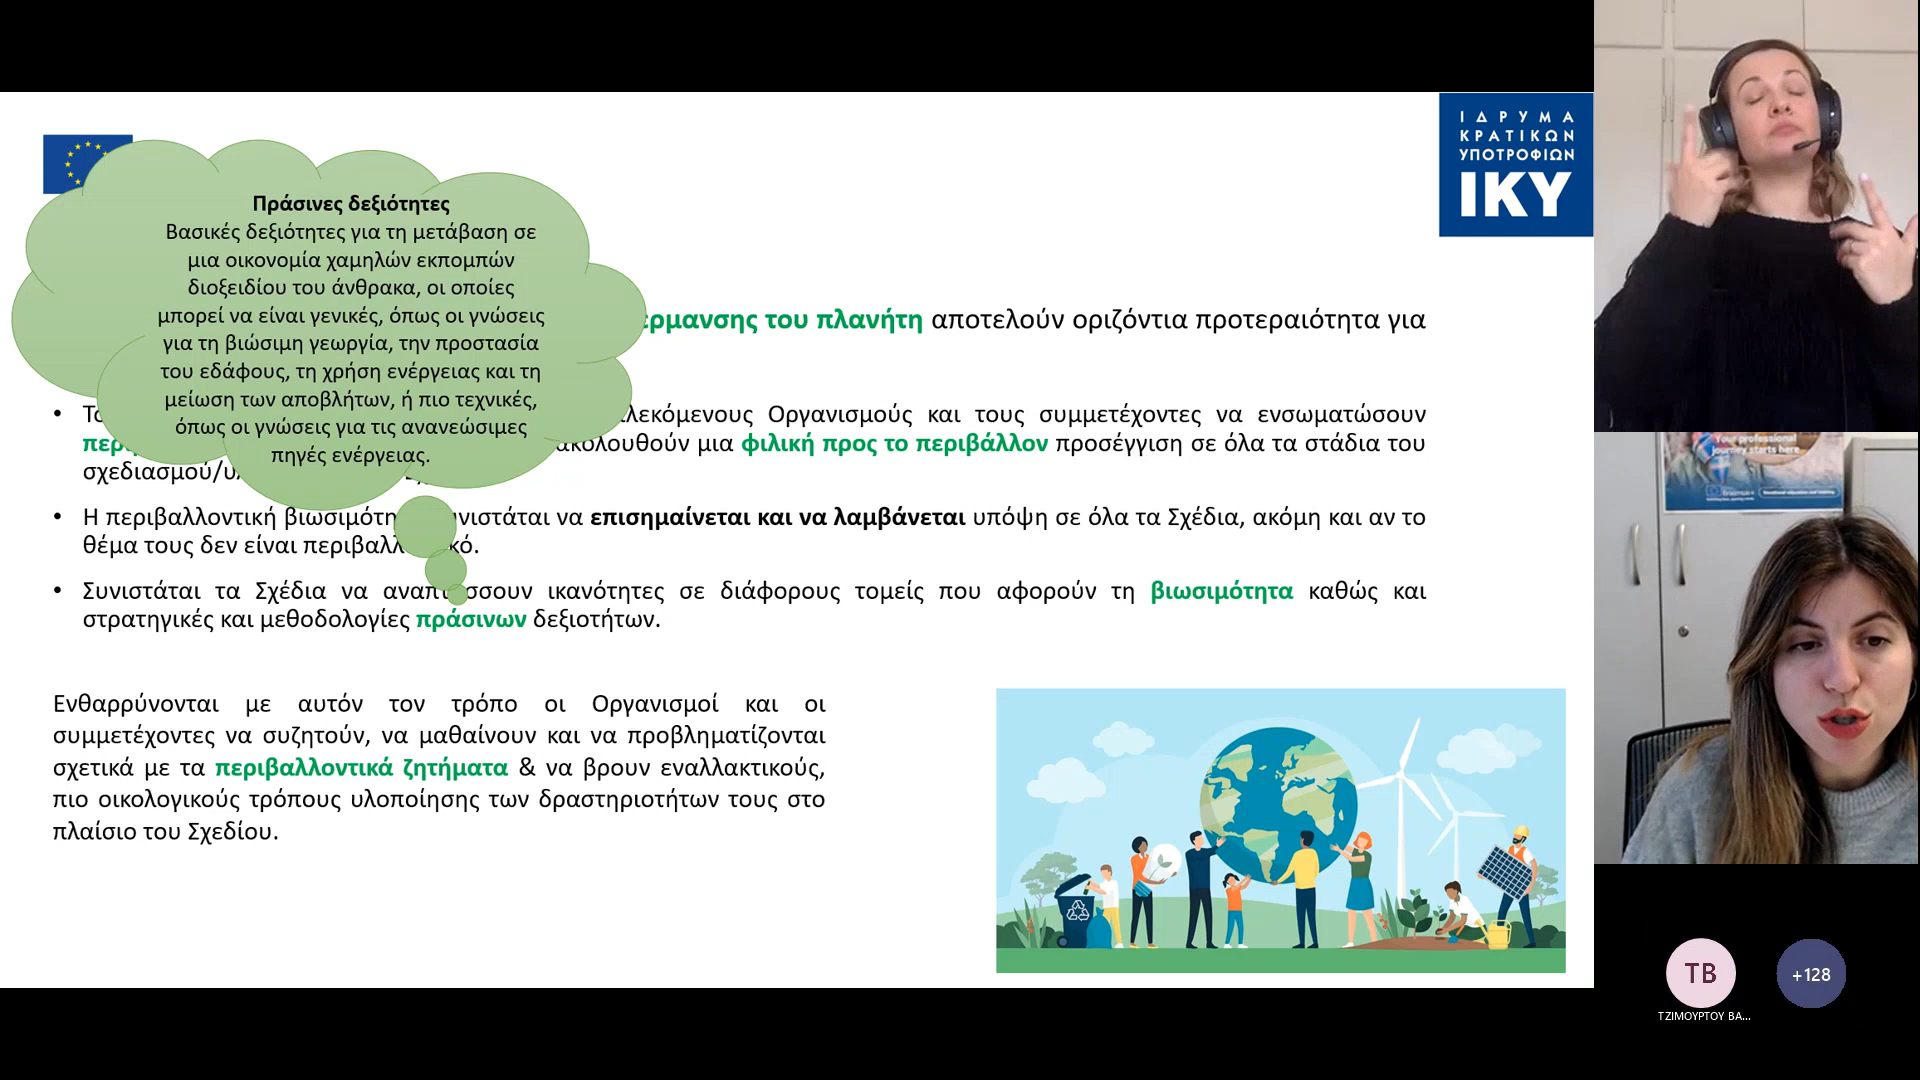 Πράσινες δεξιότητες
Βασικές δεξιότητες για τη μετάβαση σε
μια οικονομία χαμηλών εκπομπών
διοξειδίου του άνθρακα, οι οποίες
μπορεί να είναι γενικές, όπως οι γνώσεις
για τη βιώσιμη γεωργία, την προστασία
του εδάφους, τη χρήση ενέργειας και τη
μείωση των αποβλήτων, ή πιο τεχνικές,
όπως οι γνώσεις για τις ανανεώσιμες
πηγές ενέργειας.
ΙΔΡΥΜΑ
ΚΡΑΤΙΚΩΝ
ΥΠΟΤΡΟΦΙΩΝ
ΙΚΥ
έρμανσης του πλανήτη αποτελούν οριζόντια προτεραιότητα για
λεκόμενους Οργανισμούς και τους συμμετέχοντες να ενσωματώσουν
ακολουθούν μια φιλική προς το περιβάλλον προσέγγιση σε όλα τα στάδια του
σχεδιασμού/
• Η περιβαλλοντική βιωσιμότη νιστάται να επισημαίνεται και να λαμβάνεται υπόψη σε όλα τα Σχέδια, ακόμη και αν το
θέμα τους δεν είναι περιβαλλ κό.
• Συνιστάται τα Σχέδια να αναπ σσουν ικανότητες σε διάφορους τομείς που αφορούν τη βιωσιμότητα καθώς και
στρατηγικές και μεθοδολογίες πράσινων δεξιοτήτων.
Ενθαρρύνονται με αυτόν τον τρόπο οι Οργανισμοί και οι
συμμετέχοντες να συζητούν, να μαθαίνουν και να προβληματίζονται
σχετικά με τα περιβαλλοντικά ζητήματα & να βρουν εναλλακτικούς,
πιο οικολογικούς τρόπους υλοποίησης των δραστηριοτήτων τους στο
πλαίσιο του Σχεδίου.
Your professional
journey starts here
Erasmus+
TB
+128
ΤΖΙΜΟΥΡΤΟΥ ΒΑ...